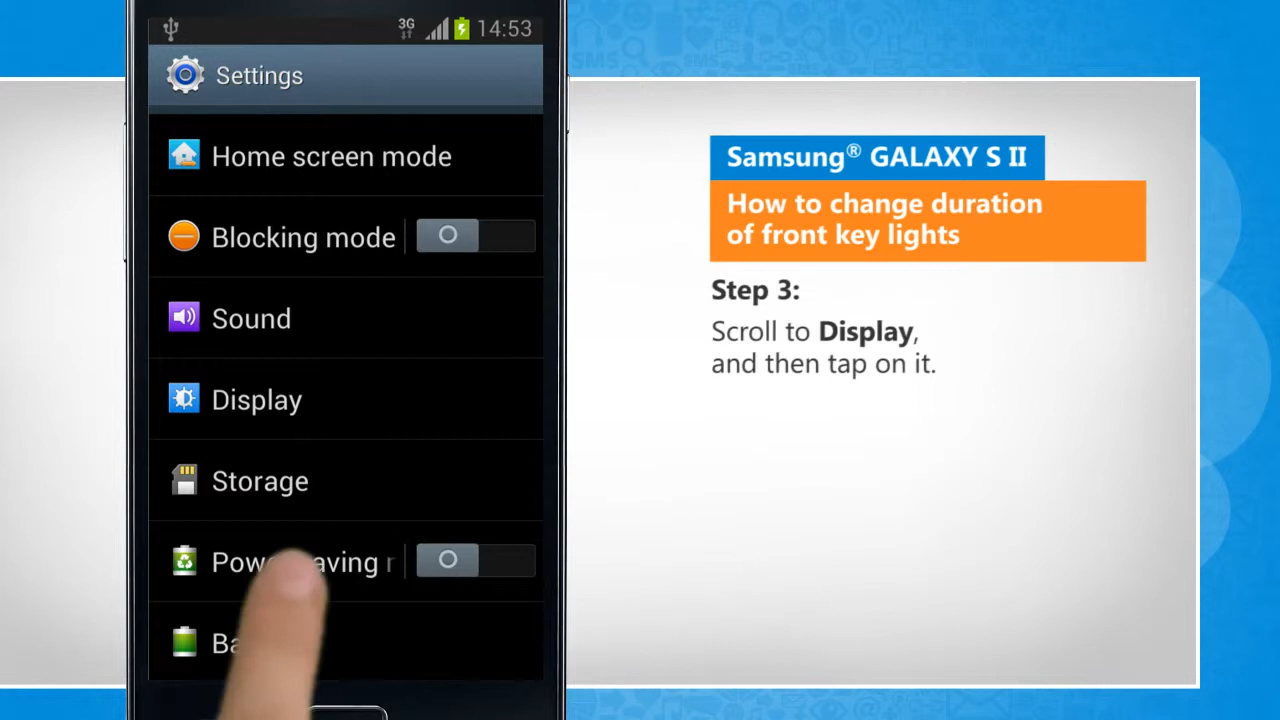 3G 14:53
Settings
Home screen mode
Blocking mode
Sound
Display
Storage
Samsung® GALAXY S II
How to change duration
of front key lights
Step 3:
Scroll to Display,
and then tap on it.